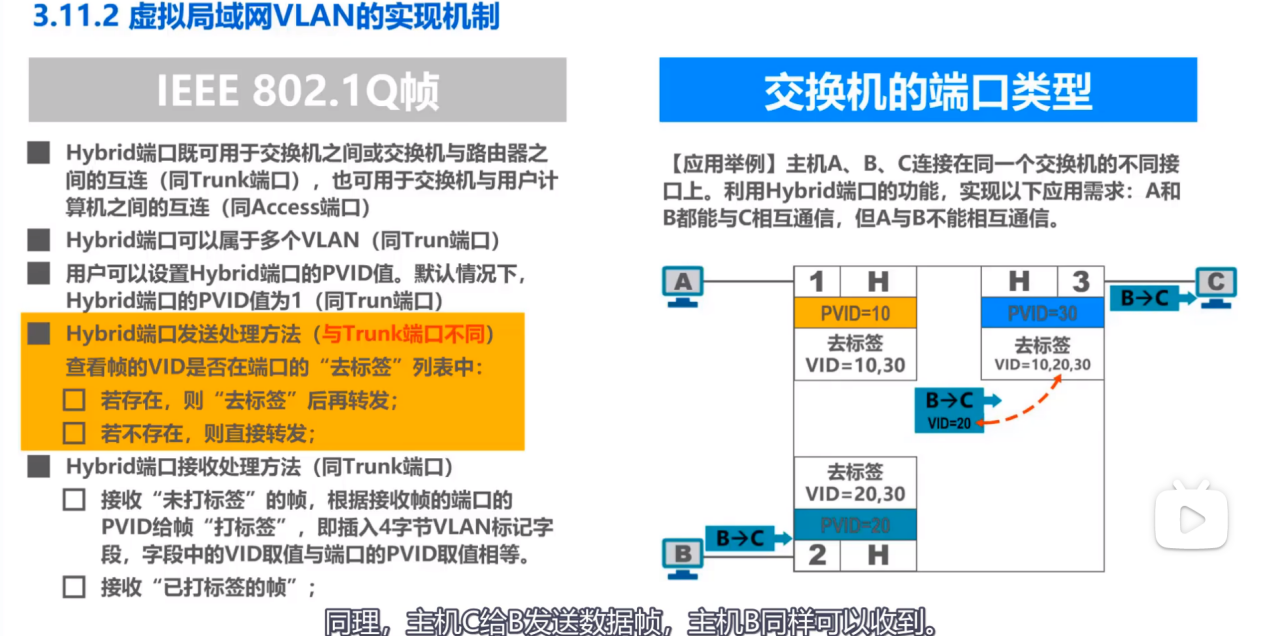 3.11.2 虚拟局域网VLAN的实现机制
IEEE 802.1Q帧
Hybrid端口既可用于交换机之间或交换机与路由器之
间的互连（同Trunk端口），也可用于交换机与用户计
算机之间的互连（同Access端口）
Hybrid端口可以属于多个VLAN（同Trun端口）
用户可以设置Hybrid端口的PVID值。默认情况下，
Hybrid端口的PVID值为1（同Trun端口）
Hybrid端口发送处理方法（与Trunk端口不同）
查看帧的VID是否在端口的“去标签”列表中：
若存在，则“去标签”后再转发；
若不存在，则直接转发；
Hybrid端口接收处理方法（同Trunk端口）
接收“未打标签”的帧，根据接收帧的端口的
PVID给帧“打标签”，即插入4字节VLAN标记字
段，字段中的VID取值与端口的PVID取值相等。
接收“已打标签的帧”；
交换机的端口类型
【应用举例】主机A、B、C连接在同一个交换机的不同接
口上。利用Hybrid端口的功能，实现以下应用需求：A和
B都能与C相互通信，但A与B不能相互通信。
A
1 H
PVID=10
去标签
VID=10,30
H 3
PVID=30
去标签
VID=10,20,30
C
B→C
B→C
VID=20
去标签
VID=20,30
PVID=20
2 H
B→C
B
同理，主机C给B发送数据帧，主机B同样可以收到。